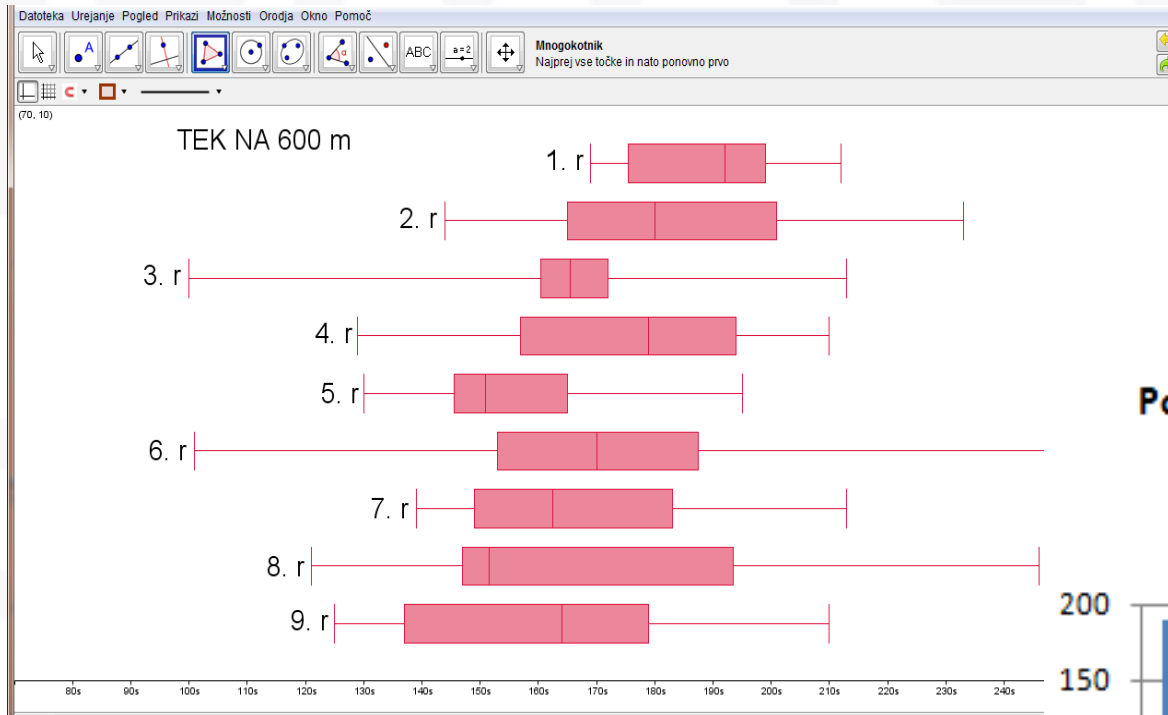 Datoteka Urejanje Pogled Prikazi Možnosti Orodja Okno Pomoč
A
α
ABC
a=2
Mnogokotnik
Najprej vse točke in nato ponovno prvo
(70, 10)
TEK NA 600 m
1. r
2. r
3. r
4. r
5. r
6. r
7. r
8. r
9. r
80s 90s 100s 110s 120s 130s 140s 150s 160s 170s 180s 190s 200s 210s 220s 230s 240s
200
150